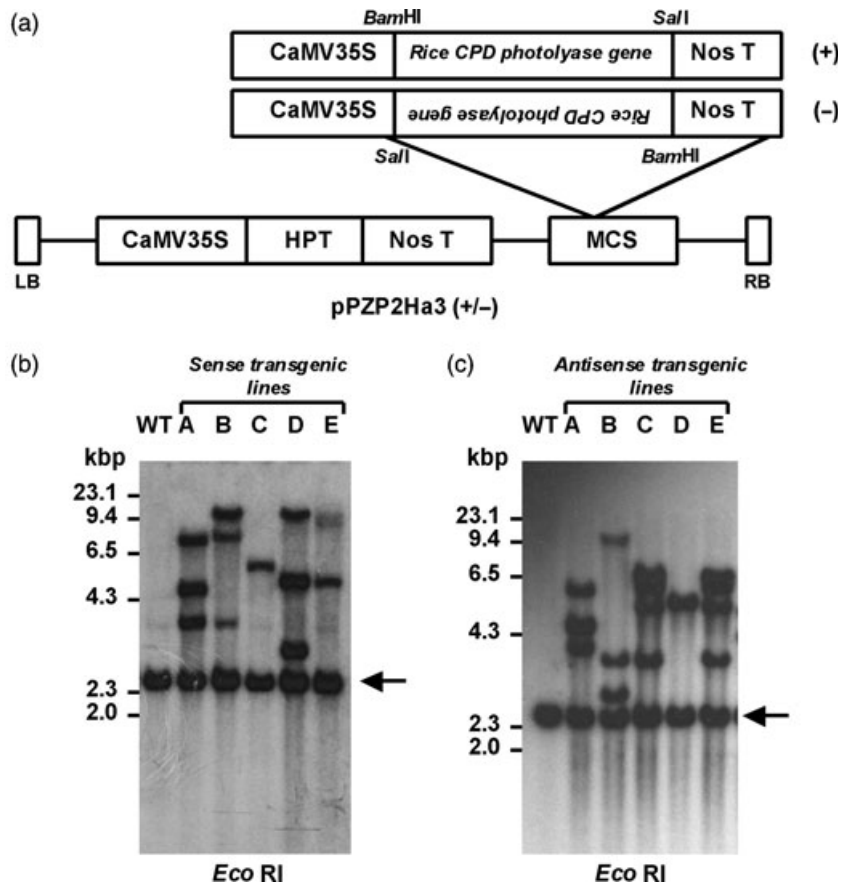 (a)
BamHI SalI
CaMV35S Rice CPD photolyase gene Nos T (+)
CaMV35S Rice CPD photolyase gene Nos T (–)
SalI BamHI
CaMV35S HPT Nos T MCS
LB RB
pPZP2Ha3 (+/–)
(b) Sense transgenic
lines
WT A B C D E
kbp
23.1
9.4
6.5
4.3
2.3
2.0
Eco RI
(c) Antisense transgenic
lines
WT A B C D E
kbp
23.1
9.4
6.5
4.3
2.3
2.0
Eco RI